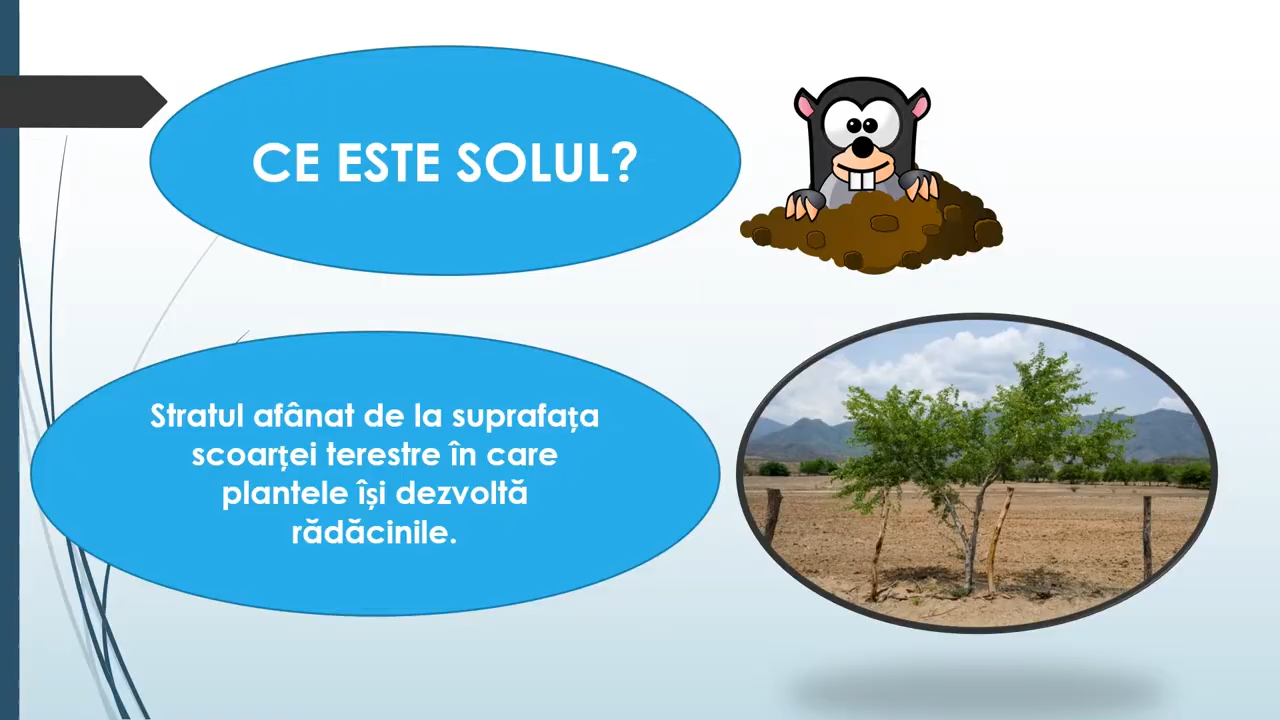 CE ESTE SOLUL?
Stratul afânat de la suprafața
scoarței terestre în care
plantele își dezvoltă
rădăcinile.